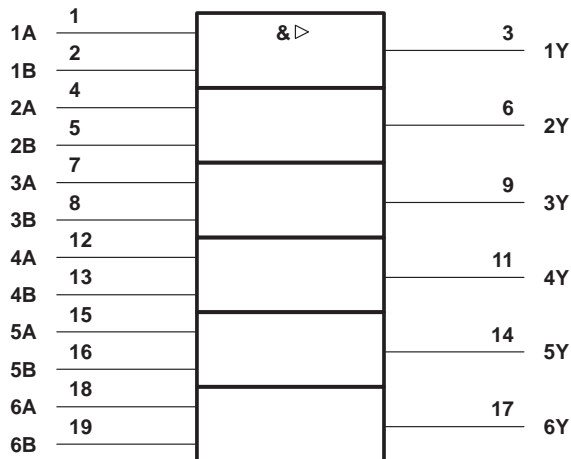 1A 1 & ▷ 3 1Y
1B 2
2A 4 6 2Y
2B 5
3A 7 9 3Y
3B 8
4A 12 11 4Y
4B 13
5A 15 14 5Y
5B 16
6A 18 17 6Y
6B 19